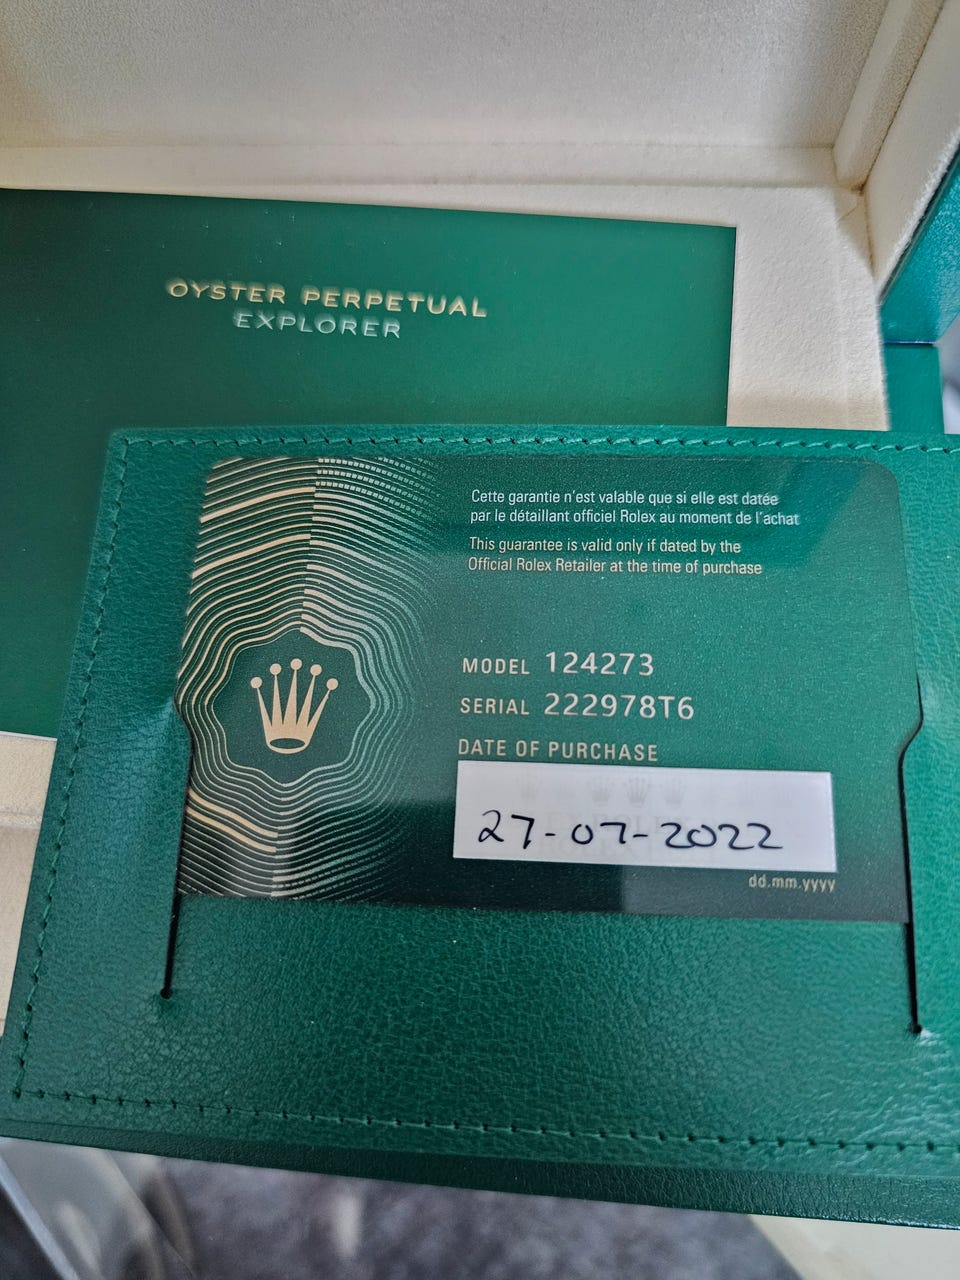 OYSTER PERPETUAL
EXPLORER
Cette garantie n'est valable que si elle est datée
par le détaillant officiel Rolex au moment de l'achat
This guarantee is valid only if dated by the
Official Rolex Retailer at the time of purchase
MODEL 124273
SERIAL 222978T6
DATE OF PURCHASE
27-07-2022
dd.mm.yyyy